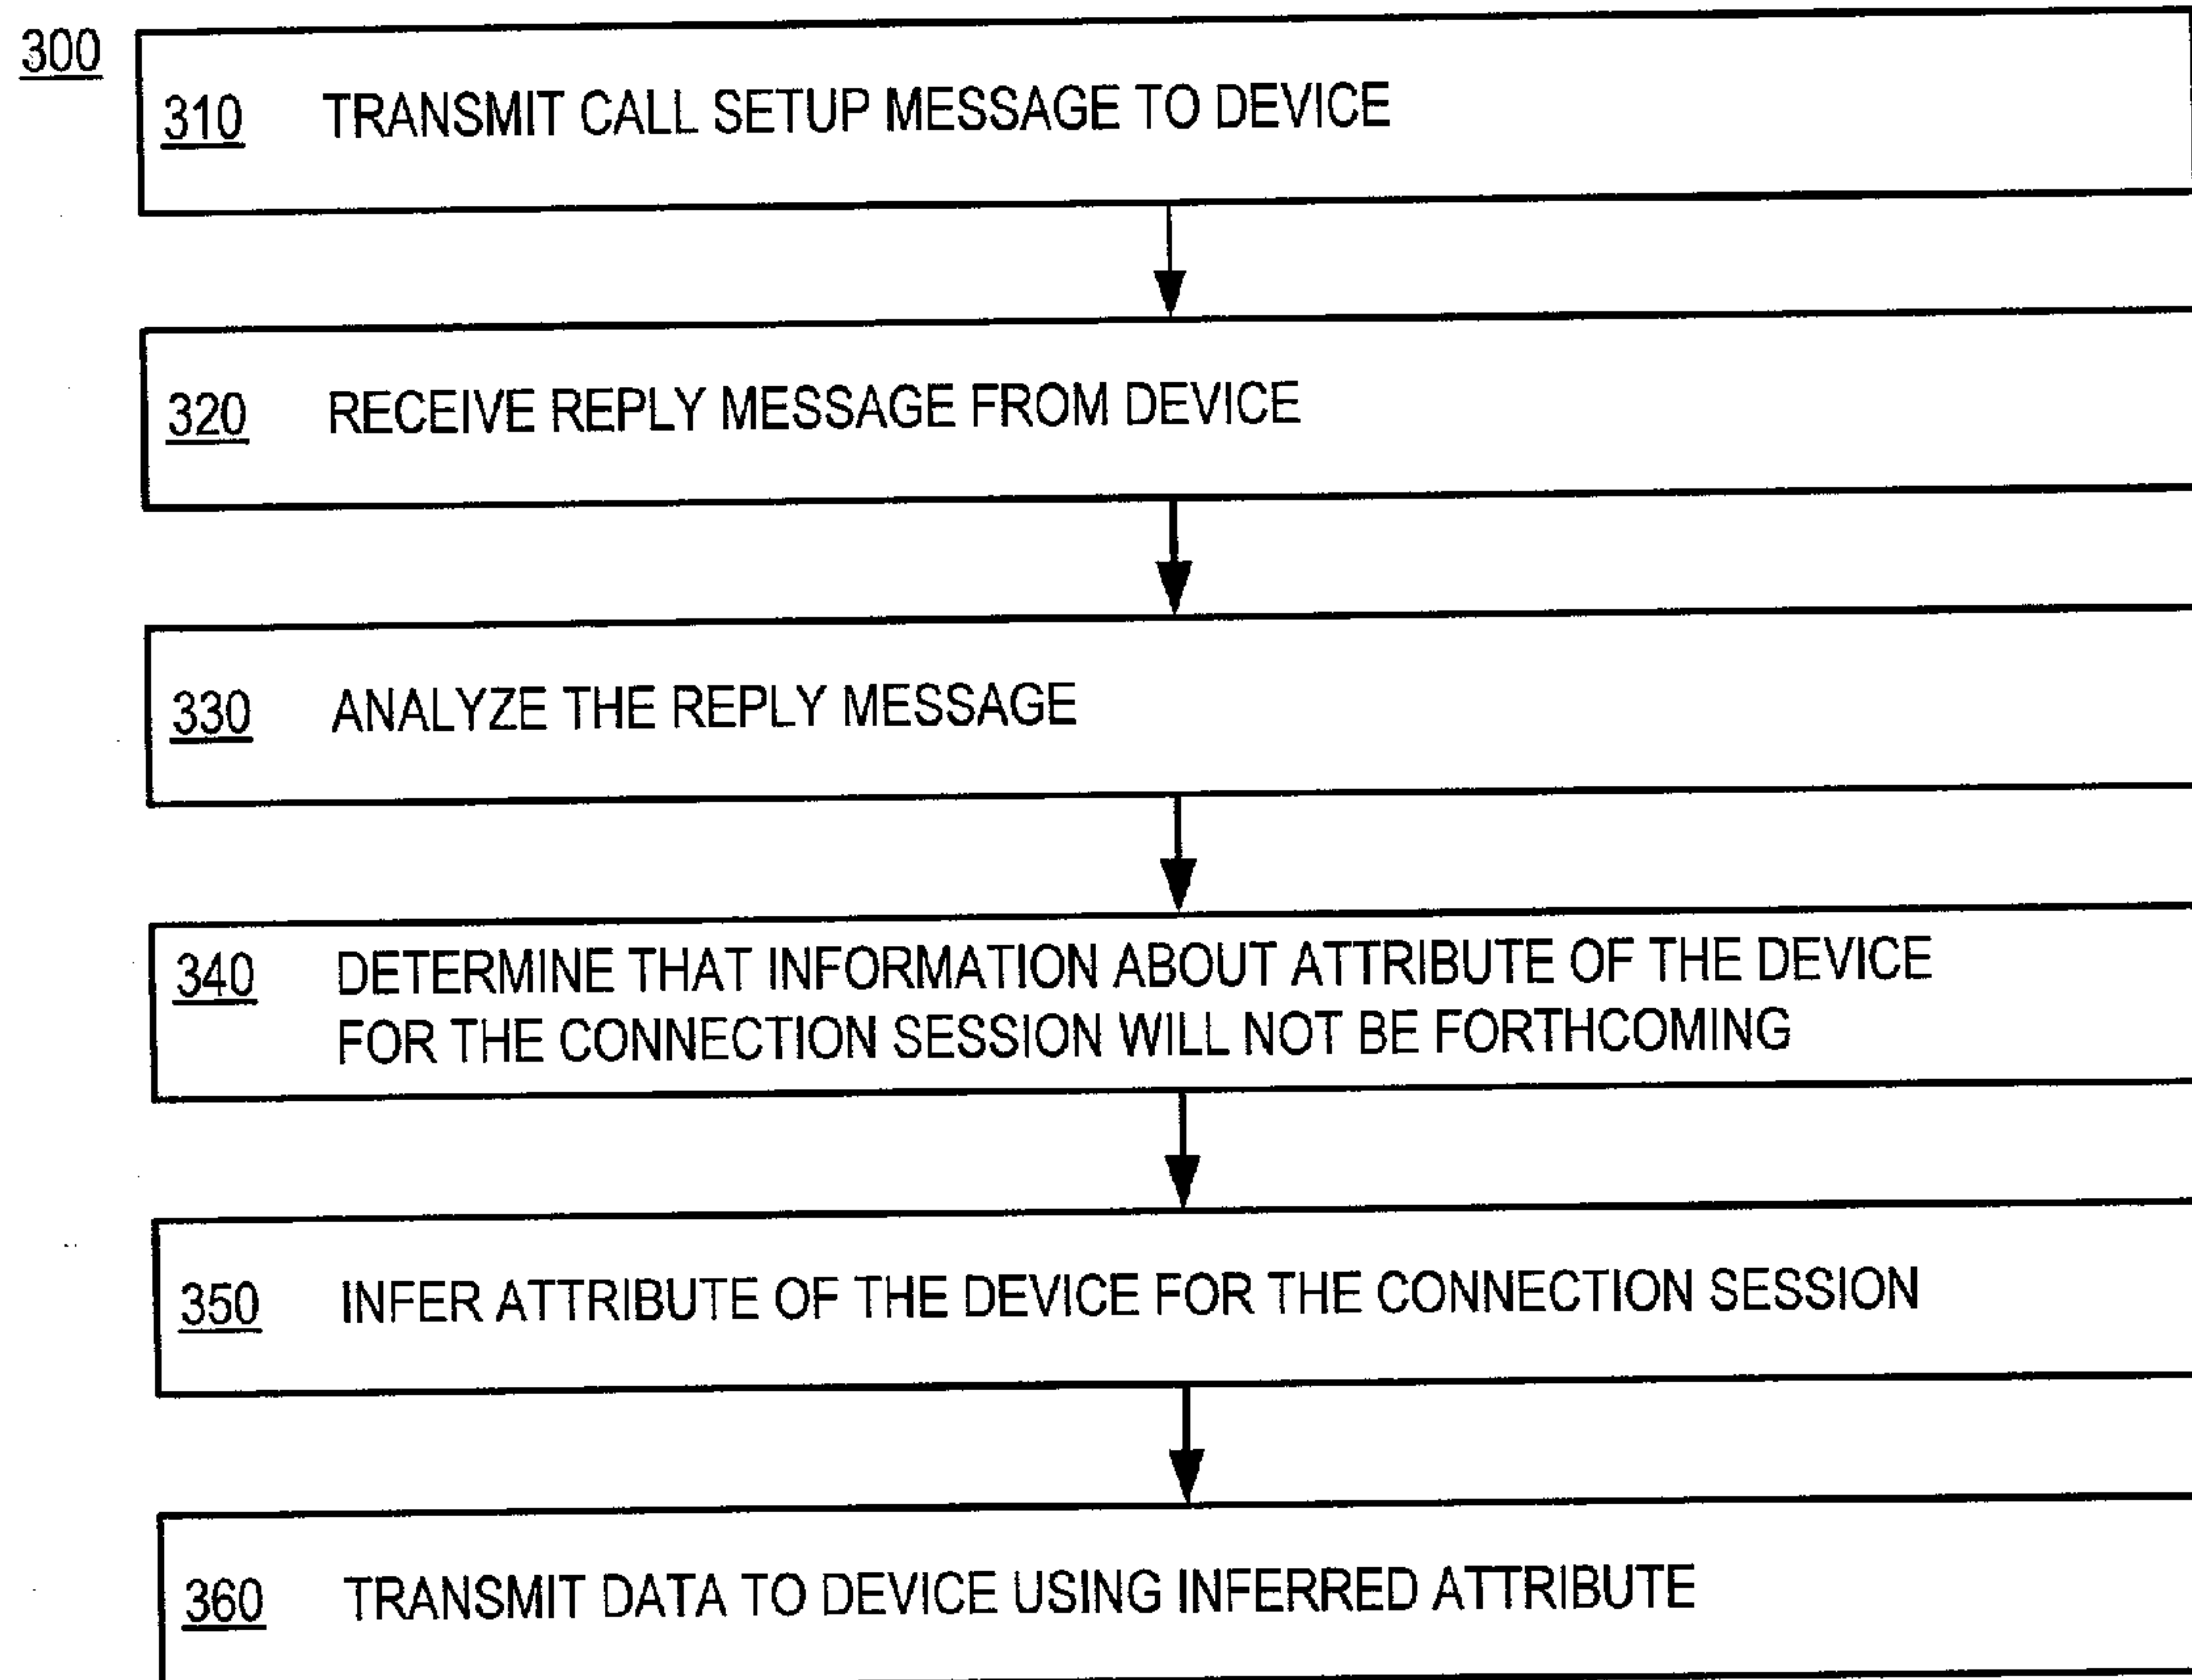 300
310 TRANSMIT CALL SETUP MESSAGE TO DEVICE
320 RECEIVE REPLY MESSAGE FROM DEVICE
330 ANALYZE THE REPLY MESSAGE
340 DETERMINE THAT INFORMATION ABOUT ATTRIBUTE OF THE DEVICE
FOR THE CONNECTION SESSION WILL NOT BE FORTHCOMING
350 INFER ATTRIBUTE OF THE DEVICE FOR THE CONNECTION SESSION
360 TRANSMIT DATA TO DEVICE USING INFERRED ATTRIBUTE